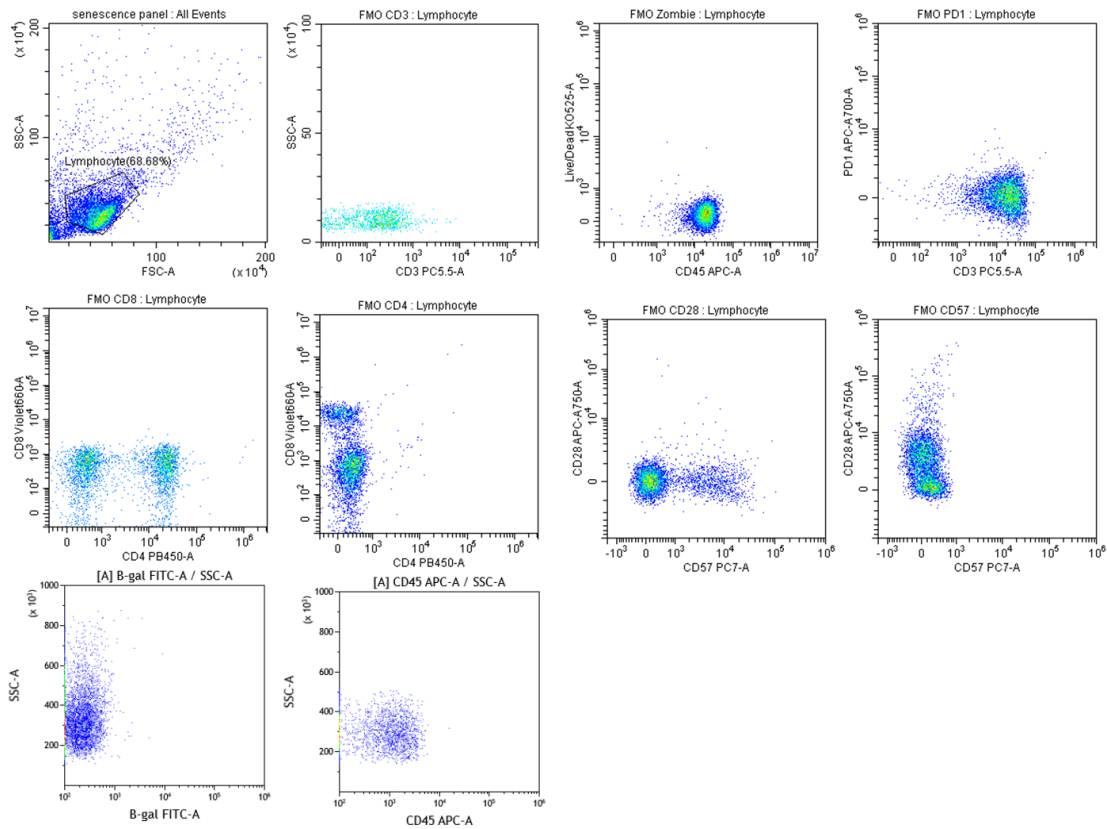 senescence panel : All Events
(x 10⁴)
200
100
SSC-A
Lymphocyte(68.68%)
100
200
FSC-A
(x 10⁴)
FMO CD3 : Lymphocyte
(x 10⁴)
100
50
0
SSC-A
0 10² 10³ 10⁴ 10⁵
CD3 PC5.5-A
FMO Zombie : Lymphocyte
10⁶
10⁵
10⁴
10³
0
Live/Dead KO525-A
0 10³ 10⁴ 10⁵ 10⁶ 10⁷
CD45 APC-A
FMO PD1 : Lymphocyte
10⁶
10⁵
10⁴
10³
0
PD1 APC-A700-A
0 10³ 10⁴ 10⁵ 10⁶
CD3 PC5.5-A
FMO CD8 : Lymphocyte
10⁷
10⁶
10⁵
10⁴
10³
10²
0
CD8 Violet660-A
0 10³ 10⁴ 10⁵ 10⁶
CD4 PB450-A
FMO CD4 : Lymphocyte
10⁷
10⁶
10⁵
10⁴
10³
10²
0
CD8 Violet660-A
0 10³ 10⁴ 10⁵ 10⁶
CD4 PB450-A
FMO CD28 : Lymphocyte
10⁶
10⁵
10⁴
0
CD28 APC-A750-A
-10³ 0 10³ 10⁴ 10⁵ 10⁶
CD57 PC7-A
FMO CD57 : Lymphocyte
10⁶
10⁵
10⁴
0
CD28 APC-A750-A
-10³ 0 10³ 10⁴ 10⁵ 10⁶
CD57 PC7-A
[A] B-gal FITC-A / SSC-A
(x 10³)
1000
800
600
400
200
SSC-A
10² 10³ 10⁴ 10⁵ 10⁶
B-gal FITC-A
[A] CD45 APC-A / SSC-A
(x 10³)
1000
800
600
400
200
SSC-A
10² 10³ 10⁴ 10⁵ 10⁶
CD45 APC-A